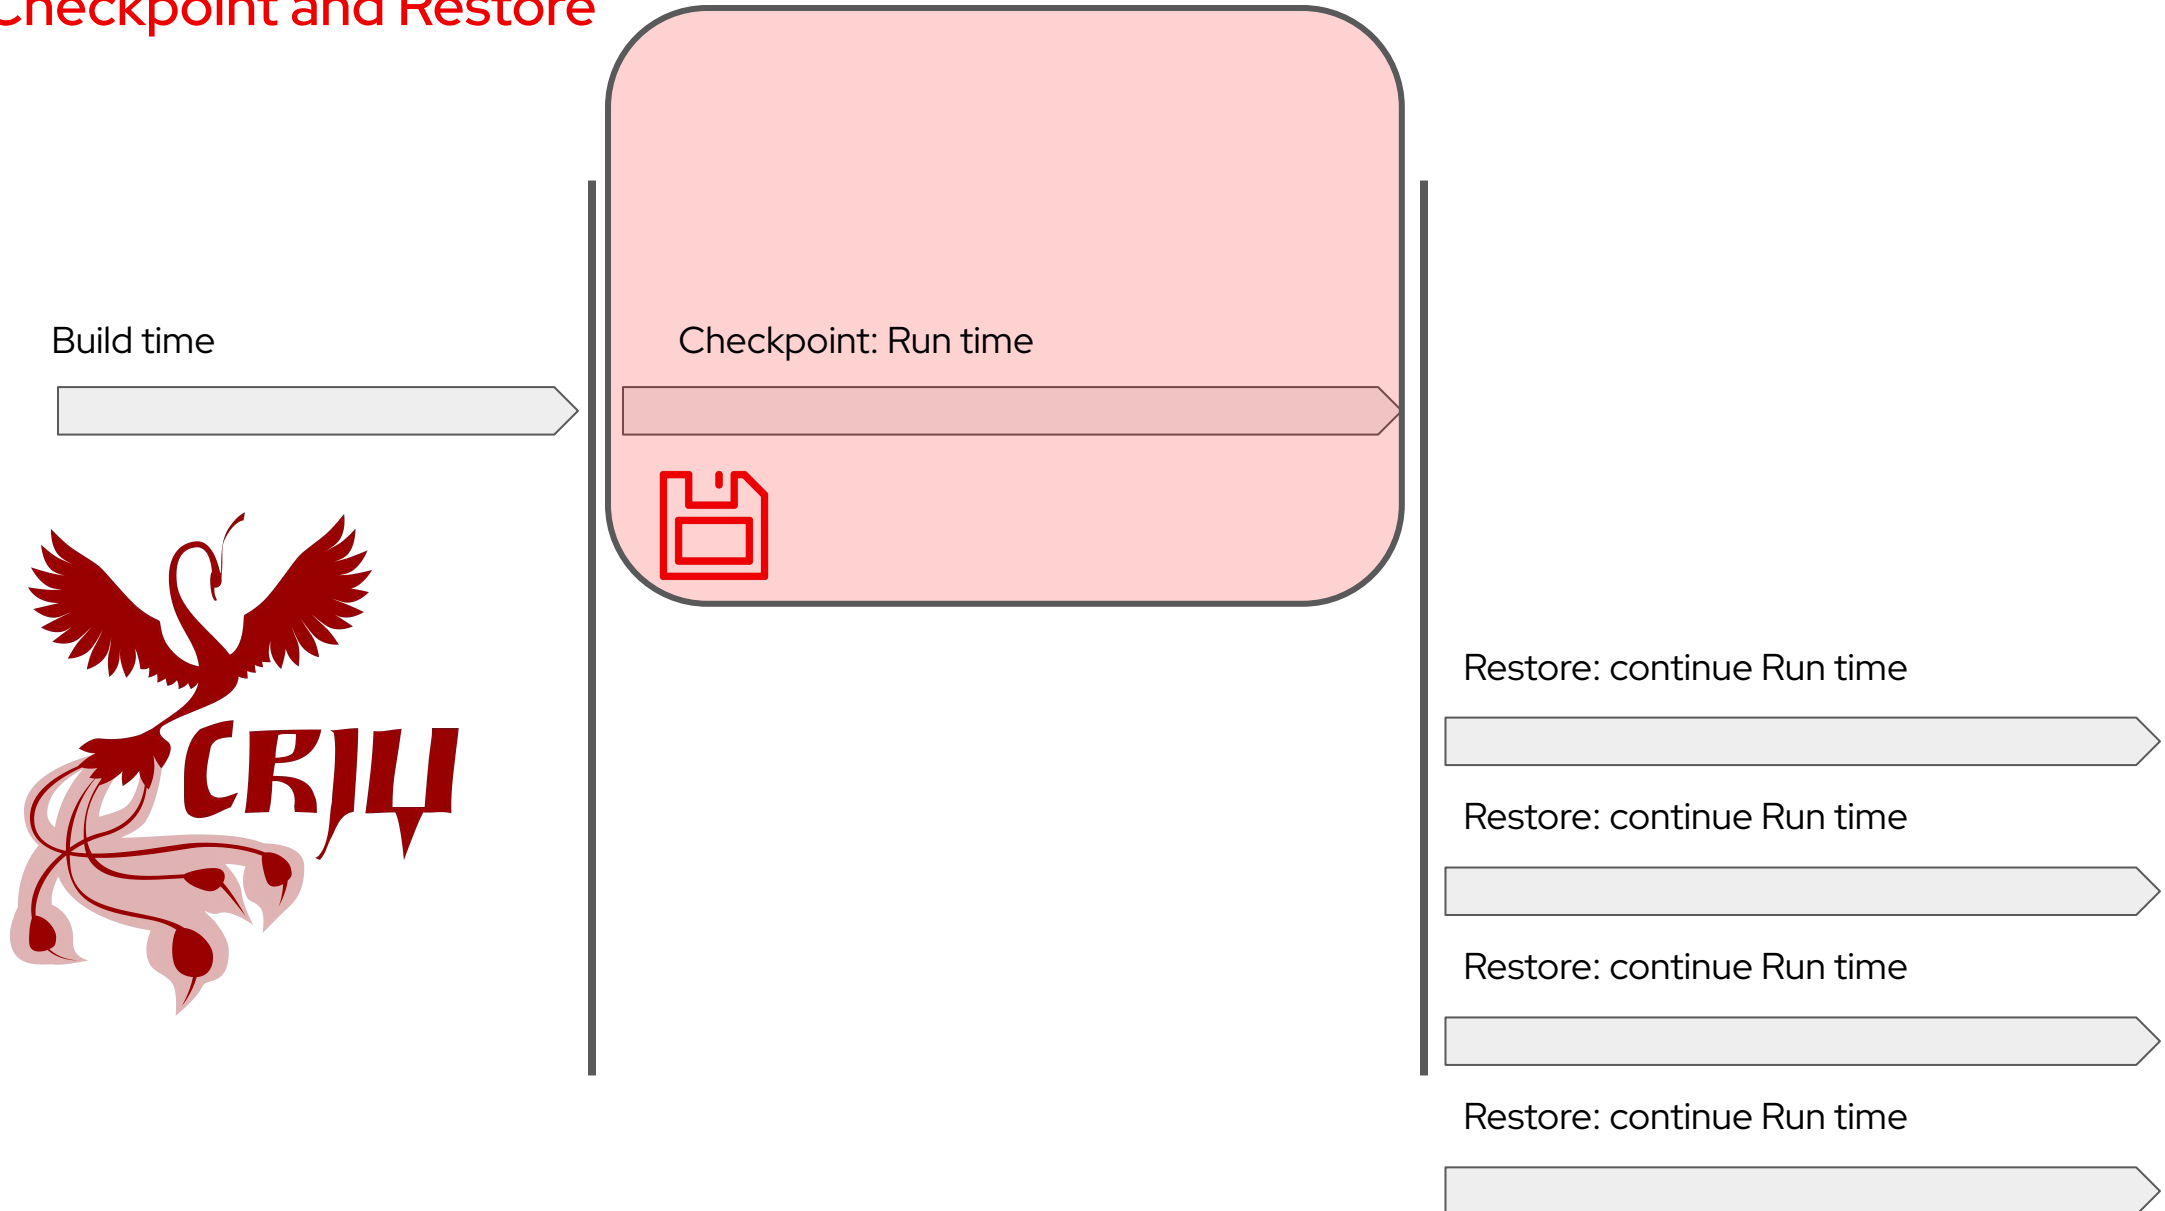 Checkpoint and Restore
Build time
Checkpoint: Run time
CRIU
Restore: continue Run time
Restore: continue Run time
Restore: continue Run time
Restore: continue Run time